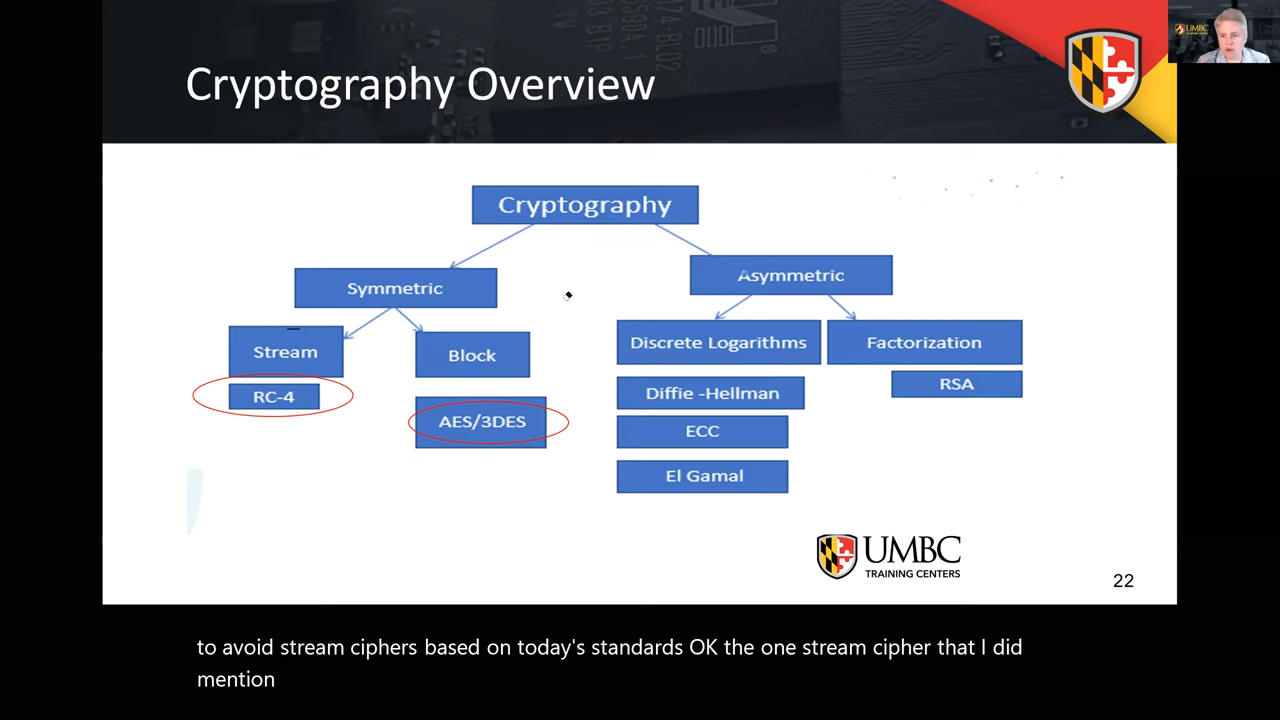 Cryptography Overview
UMBC
Cryptography
Symmetric
Asymmetric
Stream
Block
Discrete Logarithms
Factorization
RC-4
AES/3DES
Diffie -Hellman
RSA
ECC
El Gamal
UMBC
TRAINING CENTERS
22
to avoid stream ciphers based on today's standards OK the one stream cipher that I did
mention